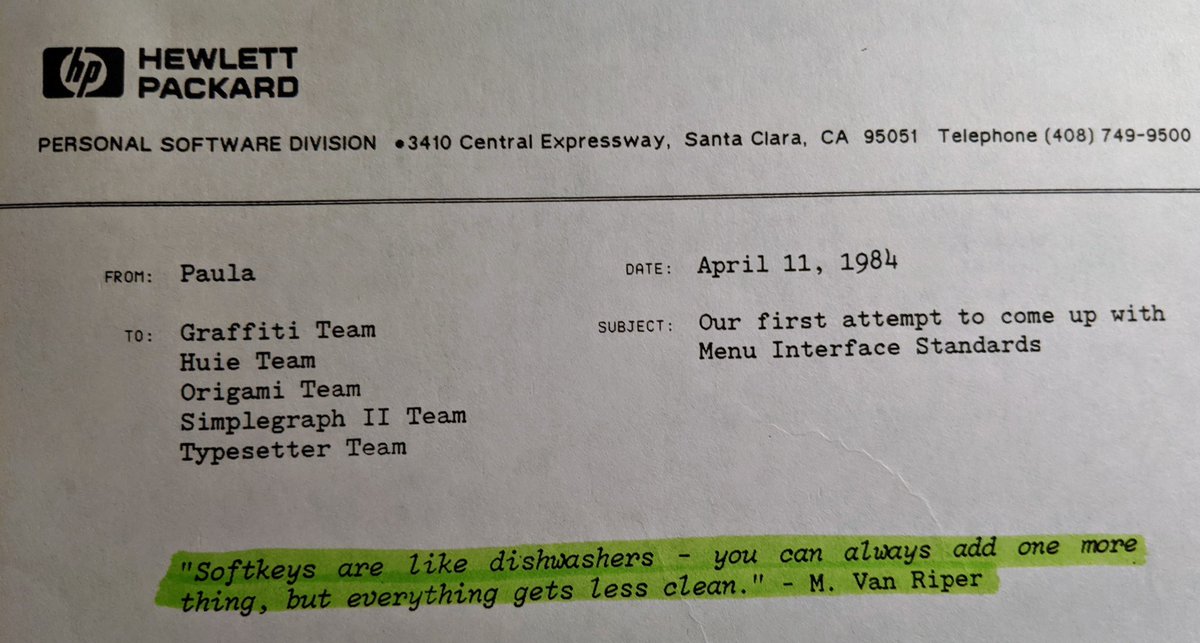 hp HEWLETT
PACKARD
PERSONAL SOFTWARE DIVISION •3410 Central Expressway, Santa Clara, CA 95051 Telephone (408) 749-9500
FROM: Paula
DATE: April 11, 1984
TO: Graffiti Team
Huie Team
Origami Team
Simplegraph II Team
Typesetter Team
SUBJECT: Our first attempt to come up with
Menu Interface Standards
"Softkeys are like dishwashers - you can always add one more
thing, but everything gets less clean." - M. Van Riper